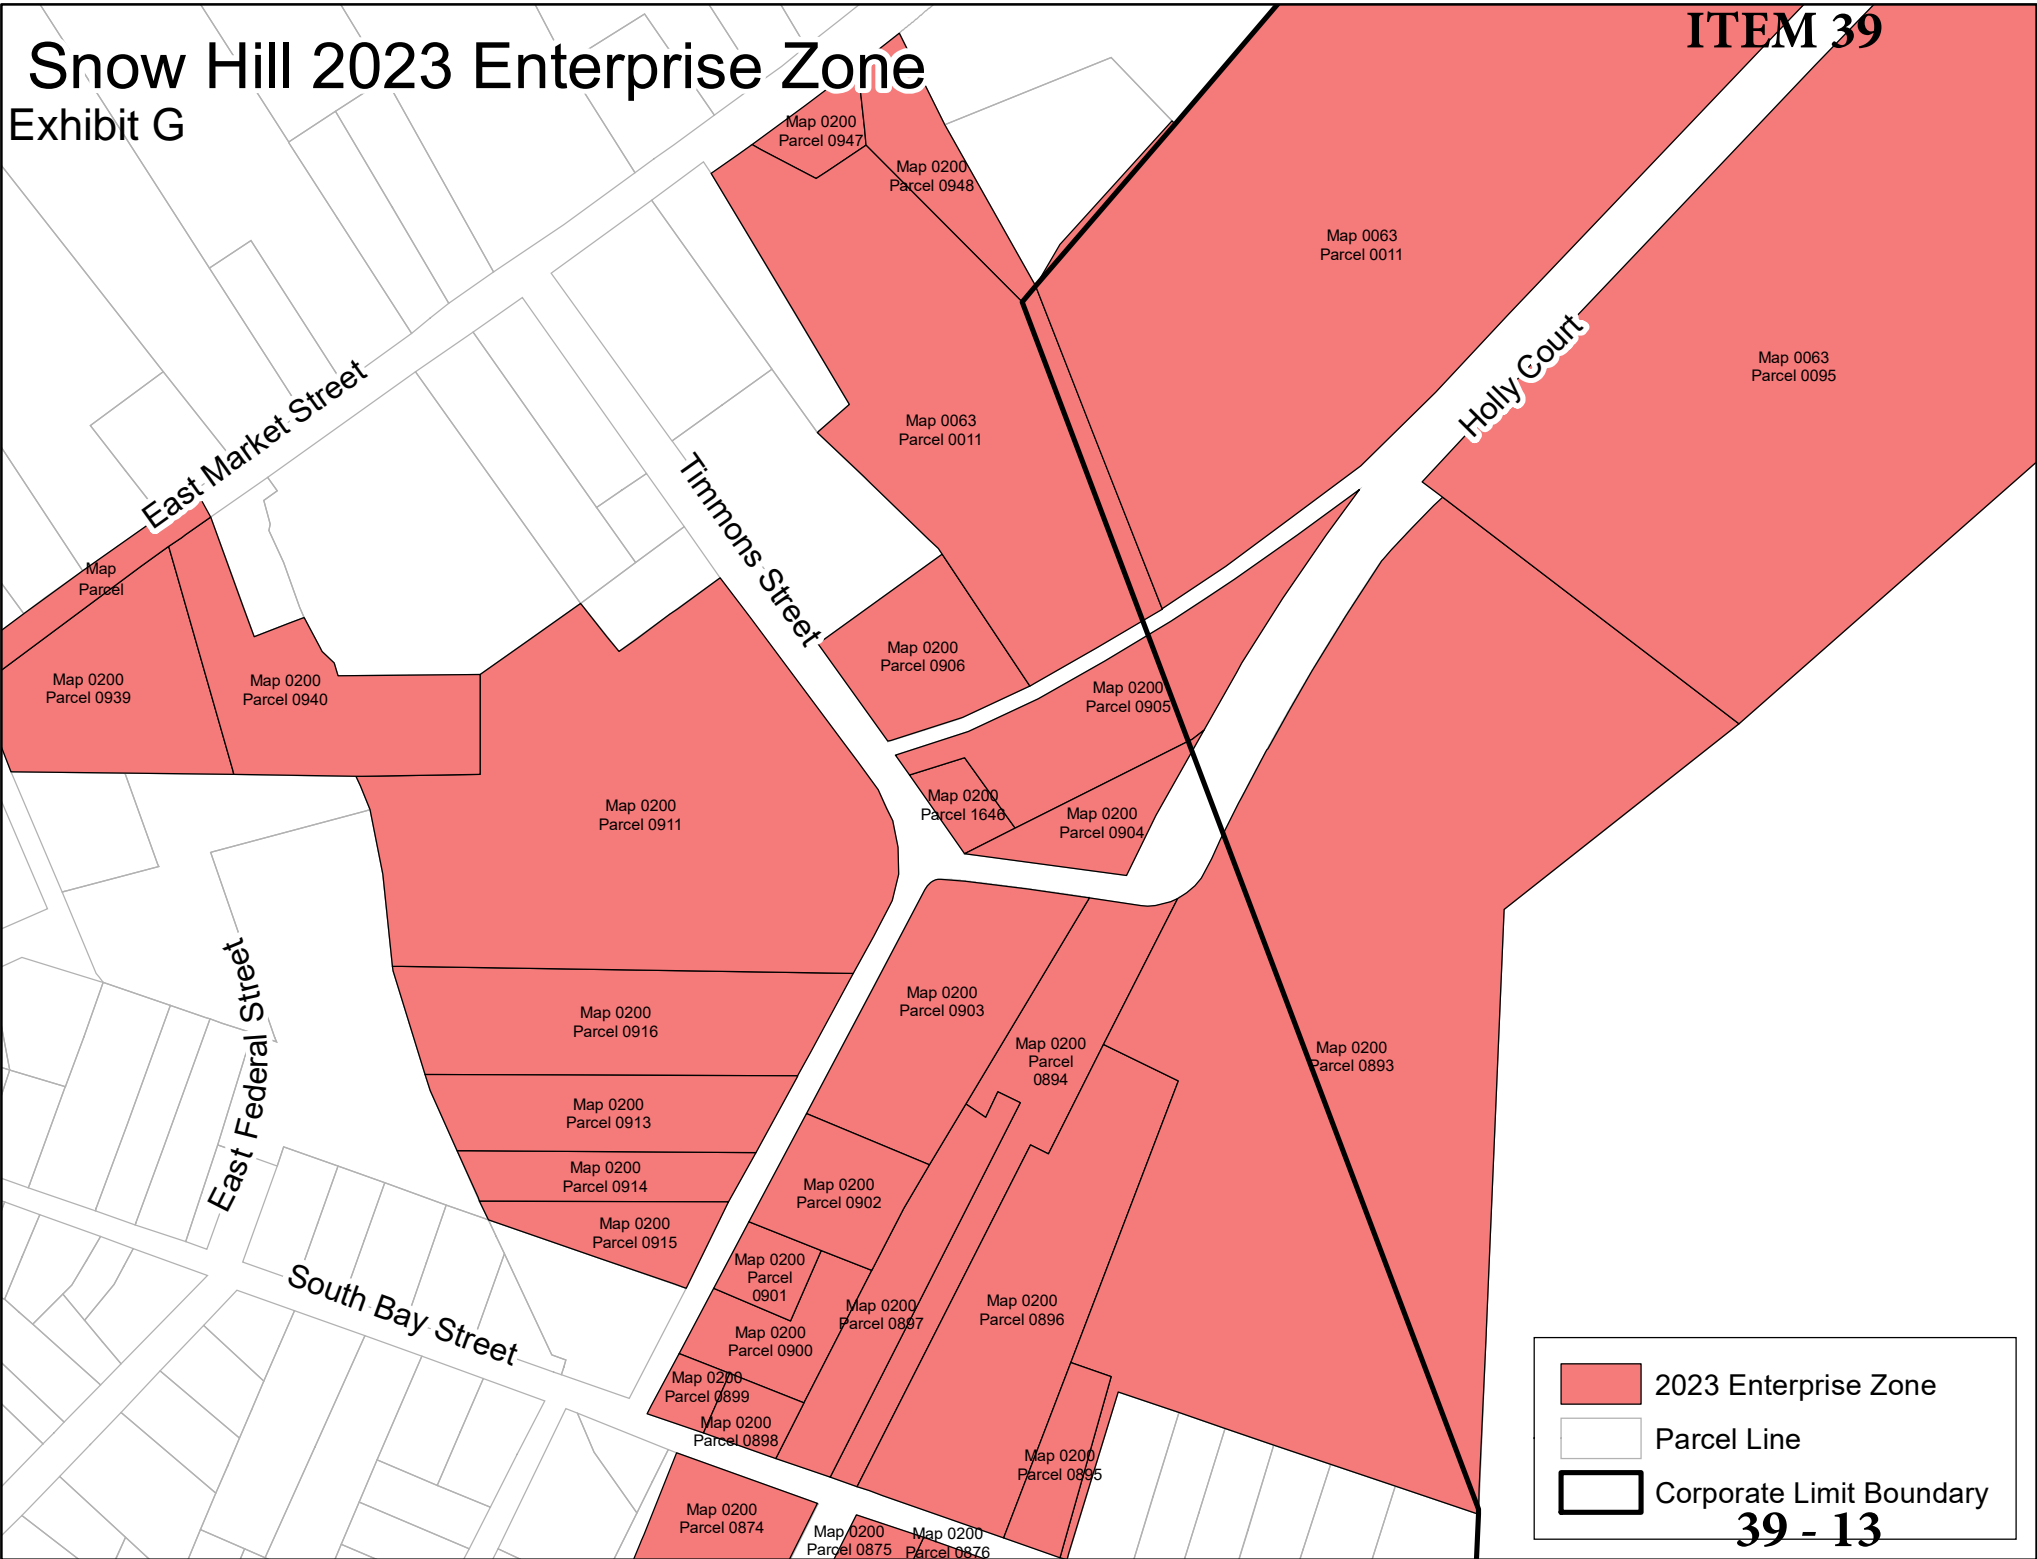 ITEM 39
Snow Hill 2023 Enterprise Zone
Exhibit G
Map 0200
Parcel 0947
Map 0200
Parcel 0948
Map 0063
Parcel 0011
Map 0063
Parcel 0095
Holly Court
Map 0063
Parcel 0011
East Market Street
Timmons Street
Map
Parcel
Map 0200
Parcel 0939
Map 0200
Parcel 0940
Map 0200
Parcel 0906
Map 0200
Parcel 0905
Map 0200
Parcel 0911
Map 0200
Parcel 1646
Map 0200
Parcel 0904
East Federal Street
Map 0200
Parcel 0916
Map 0200
Parcel 0903
Map 0200
Parcel
0894
Map 0200
Parcel 0893
Map 0200
Parcel 0913
Map 0200
Parcel 0914
Map 0200
Parcel 0902
Map 0200
Parcel 0915
Map 0200
Parcel
0901
South Bay Street
Map 0200
Parcel 0897
Map 0200
Parcel 0896
Map 0200
Parcel 0900
Map 0200
Parcel 0899
Map 0200
Parcel 0898
Map 0200
Parcel 0895
Map 0200
Parcel 0874
Map 0200
Parcel 0875
Map 0200
Parcel 0876
2023 Enterprise Zone
Parcel Line
Corporate Limit Boundary
39 - 13